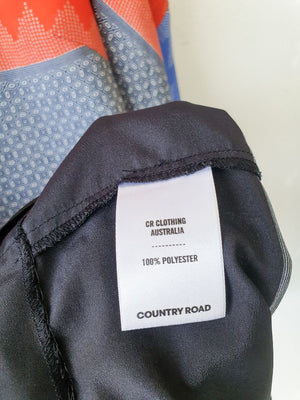 CR CLOTHING
AUSTRALIA
----------
100% POLYESTER
COUNTRY ROAD